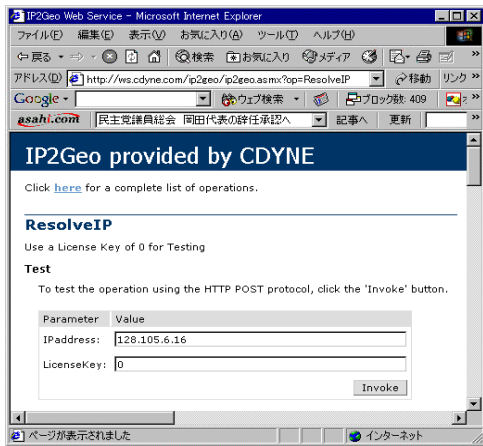 IP2Geo Web Service - Microsoft Internet Explorer
ファイル(F) 編集(E) 表示(V) お気に入り(A) ツール(T) ヘルプ(H)
戻る 検索 お気に入り メディア
アドレス(D) http://ws.cdyne.com/ip2geo/ip2geo.asmx?op=ResolveIP 移動 リンク
Google ウェブ検索 ブロック数: 409
asahi.com 民主党議員総会 岡田代表の辞任承認へ 記事へ 更新
IP2Geo provided by CDYNE
Click here for a complete list of operations.
ResolveIP
Use a License Key of 0 for Testing
Test
To test the operation using the HTTP POST protocol, click the 'Invoke' button.
Parameter Value
IPaddress: 128.105.6.16
LicenseKey: 0
Invoke
ページが表示されました インターネット